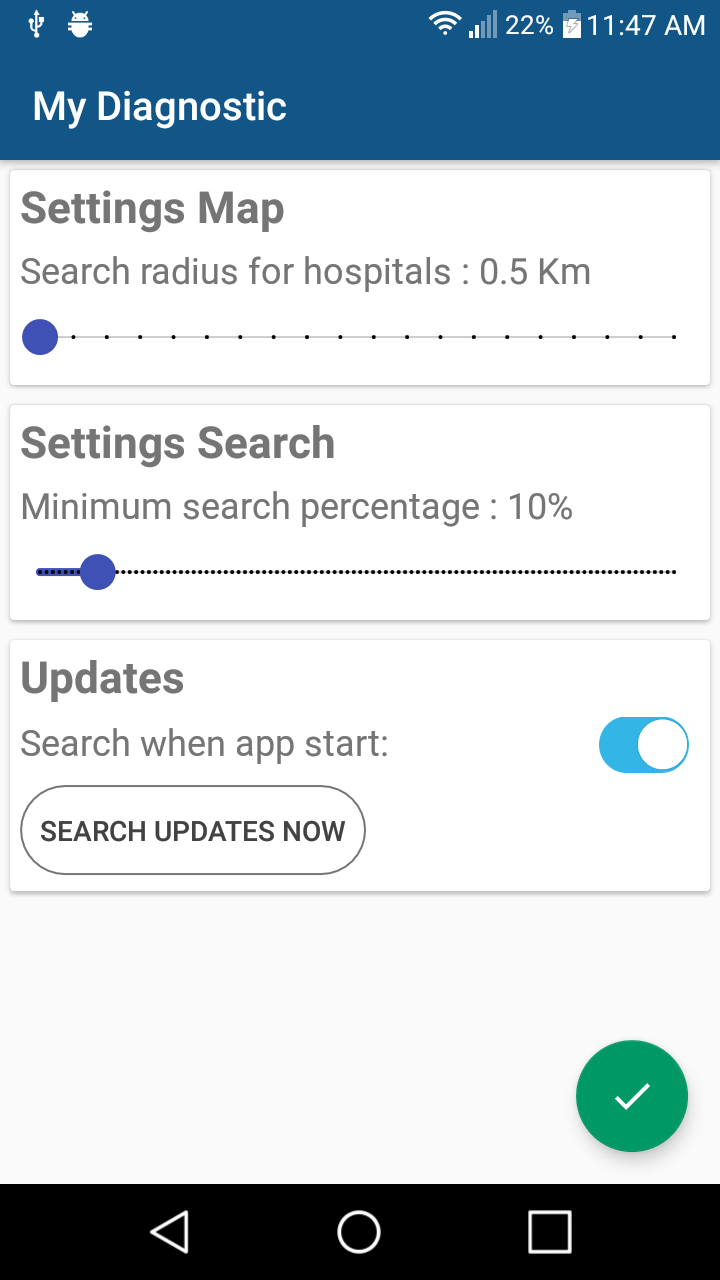 22% 11:47 AM
My Diagnostic
Settings Map
Search radius for hospitals : 0.5 Km
Settings Search
Minimum search percentage : 10%
Updates
Search when app start:
SEARCH UPDATES NOW